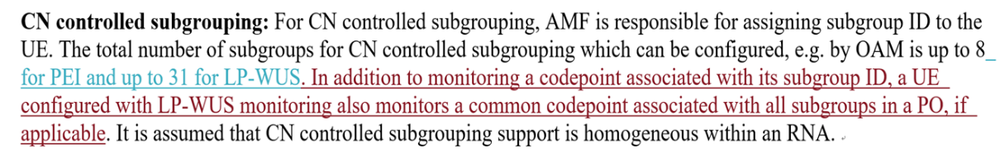 CN controlled subgrouping: For CN controlled subgrouping, AMF is responsible for assigning subgroup ID to the
UE. The total number of subgroups for CN controlled subgrouping which can be configured, e.g. by OAM is up to 8
for PEI and up to 31 for LP-WUS. In addition to monitoring a codepoint associated with its subgroup ID, a UE
configured with LP-WUS monitoring also monitors a common codepoint associated with all subgroups in a PO, if
applicable. It is assumed that CN controlled subgrouping support is homogeneous within an RNA.